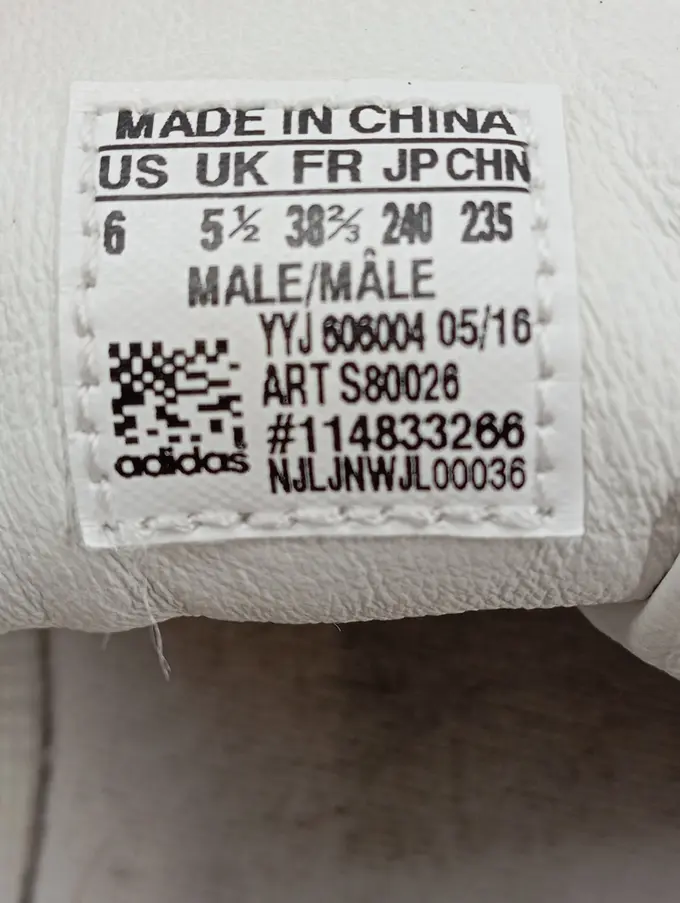 MADE IN CHINA
US UK FR JP CHN
6 5½ 38⅔ 240 235
MALE/MÂLE
YYJ 606004 05/16
ART S80026
#114833266
adidas NJLJNWJL00036